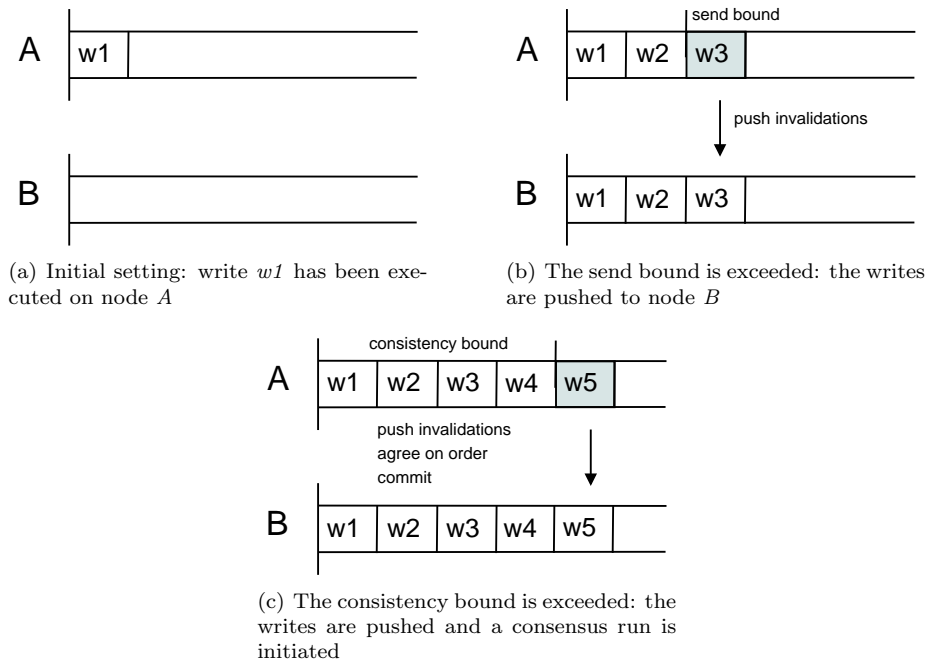 A
w1
B
(a) Initial setting: write w1 has been exe-
cuted on node A
send bound
A
w1 w2 w3
push invalidations
B
w1 w2 w3
(b) The send bound is exceeded: the writes
are pushed to node B
consistency bound
A
w1 w2 w3 w4 w5
push invalidations
agree on order
commit
B
w1 w2 w3 w4 w5
(c) The consistency bound is exceeded: the
writes are pushed and a consensus run is
initiated